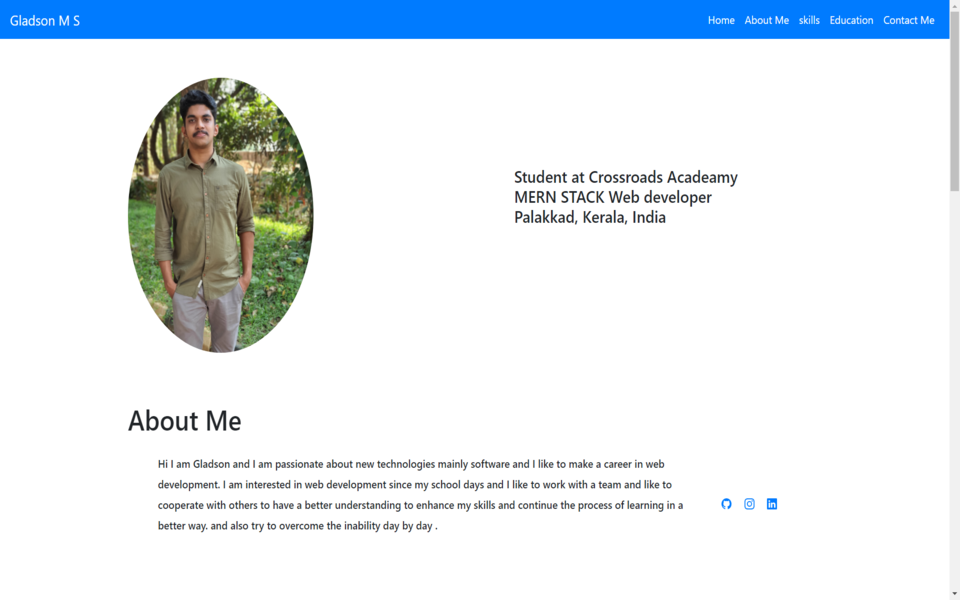 Gladson M S
Home About Me skills Education Contact Me
Student at Crossroads Acadeamy
MERN STACK Web developer
Palakkad, Kerala, India
About Me
Hi I am Gladson and I am passionate about new technologies mainly software and I like to make a career in web
development. I am interested in web development since my school days and I like to work with a team and like to
cooperate with others to have a better understanding to enhance my skills and continue the process of learning in a
better way. and also try to overcome the inability day by day .